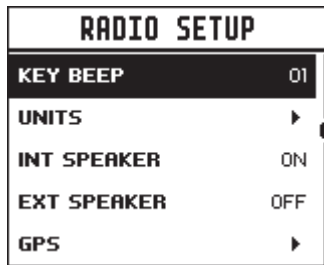 RADIO SETUP
KEY BEEP 01
UNITS ▶
INT SPEAKER ON
EXT SPEAKER OFF
GPS ▶